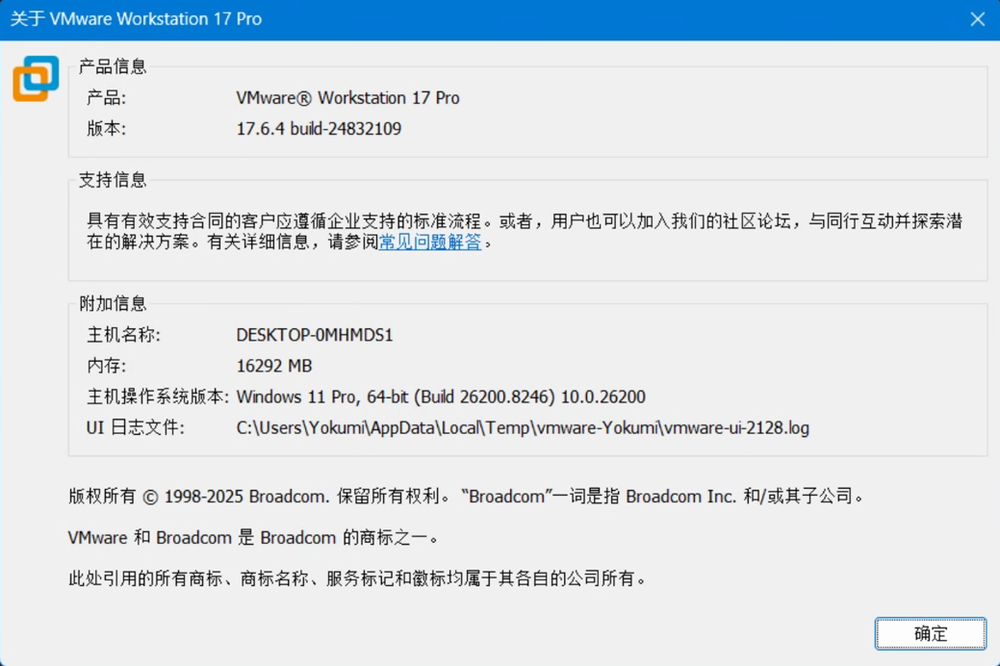 关于 VMware Workstation 17 Pro
产品信息
产品: VMware® Workstation 17 Pro
版本: 17.6.4 build-24832109
支持信息
具有有效支持合同的客户应遵循企业支持的标准流程。或者，用户也可以加入我们的社区论坛，与同行互动并探索潜
在的解决方案。有关详细信息，请参阅常见问题解答。
附加信息
主机名称: DESKTOP-0MHMDS1
内存: 16292 MB
主机操作系统版本: Windows 11 Pro, 64-bit (Build 26200.8246) 10.0.26200
UI 日志文件: C:\Users\Yokumi\AppData\Local\Temp\vmware-Yokumi\vmware-ui-2128.log
版权所有 © 1998-2025 Broadcom. 保留所有权利。 “Broadcom”一词是指 Broadcom Inc. 和/或其子公司。
VMware 和 Broadcom 是 Broadcom 的商标之一。
此处引用的所有商标、商标名称、服务标记和徽标均属于其各自的公司所有。
确定